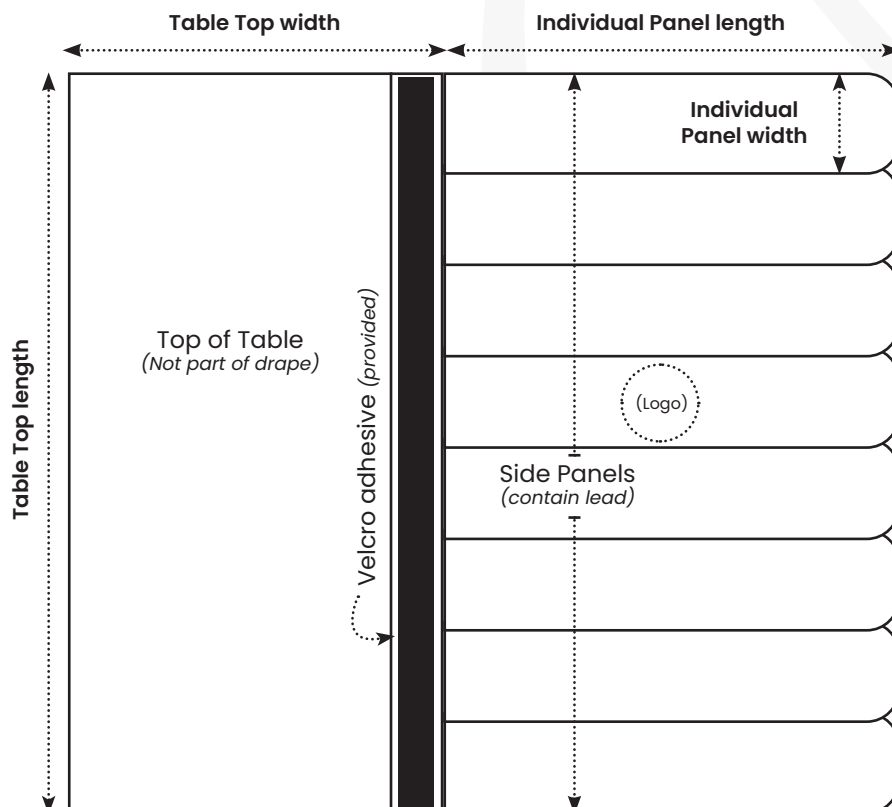 Table Top width
Individual Panel length
Individual
Panel width
Top of Table
(Not part of drape)
Table Top length
Velcro adhesive (provided)
(Logo)
Side Panels
(contain lead)